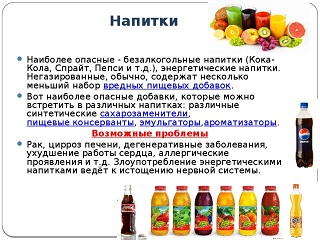 Напитки
Наиболее опасные - безалкогольные напитки (Кока-
Кола, Спрайт, Пепси и т.д.), энергетические напитки.
Негазированные, обычно, содержат несколько
меньший набор вредных пищевых добавок.
Вот наиболее опасные добавки, которые можно
встретить в различных напитках: различные
синтетические сахарозаменители,
пищевые консерванты, эмульгаторы,ароматизаторы.
Возможные проблемы
Рак, цирроз печени, дегенеративные заболевания,
ухудшение работы сердца, аллергические
проявления и т.д. Злоупотребление энергетическими
напитками ведёт к истощению нервной системы.
pepsi